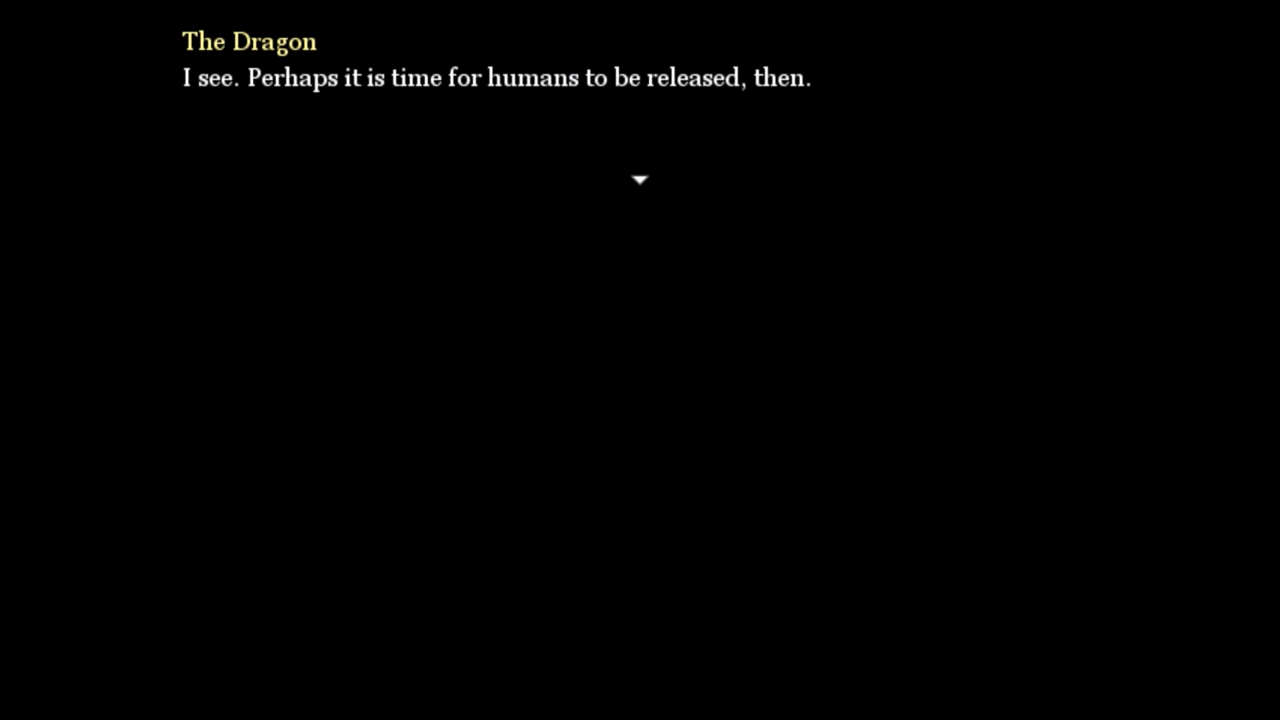 The Dragon
I see. Perhaps it is time for humans to be released, then.